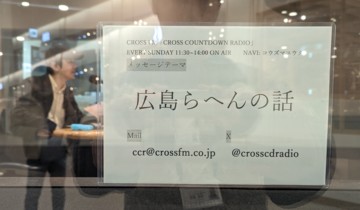 CROSS FM 「CROSS COUNTDOWN RADIO」
EVERY SUNDAY 11:30-14:00 ON AIR NAVI:
メッセージテーマ
広島らへんの話
Mail
ccr@crossfm.co.jp @crosscdradio